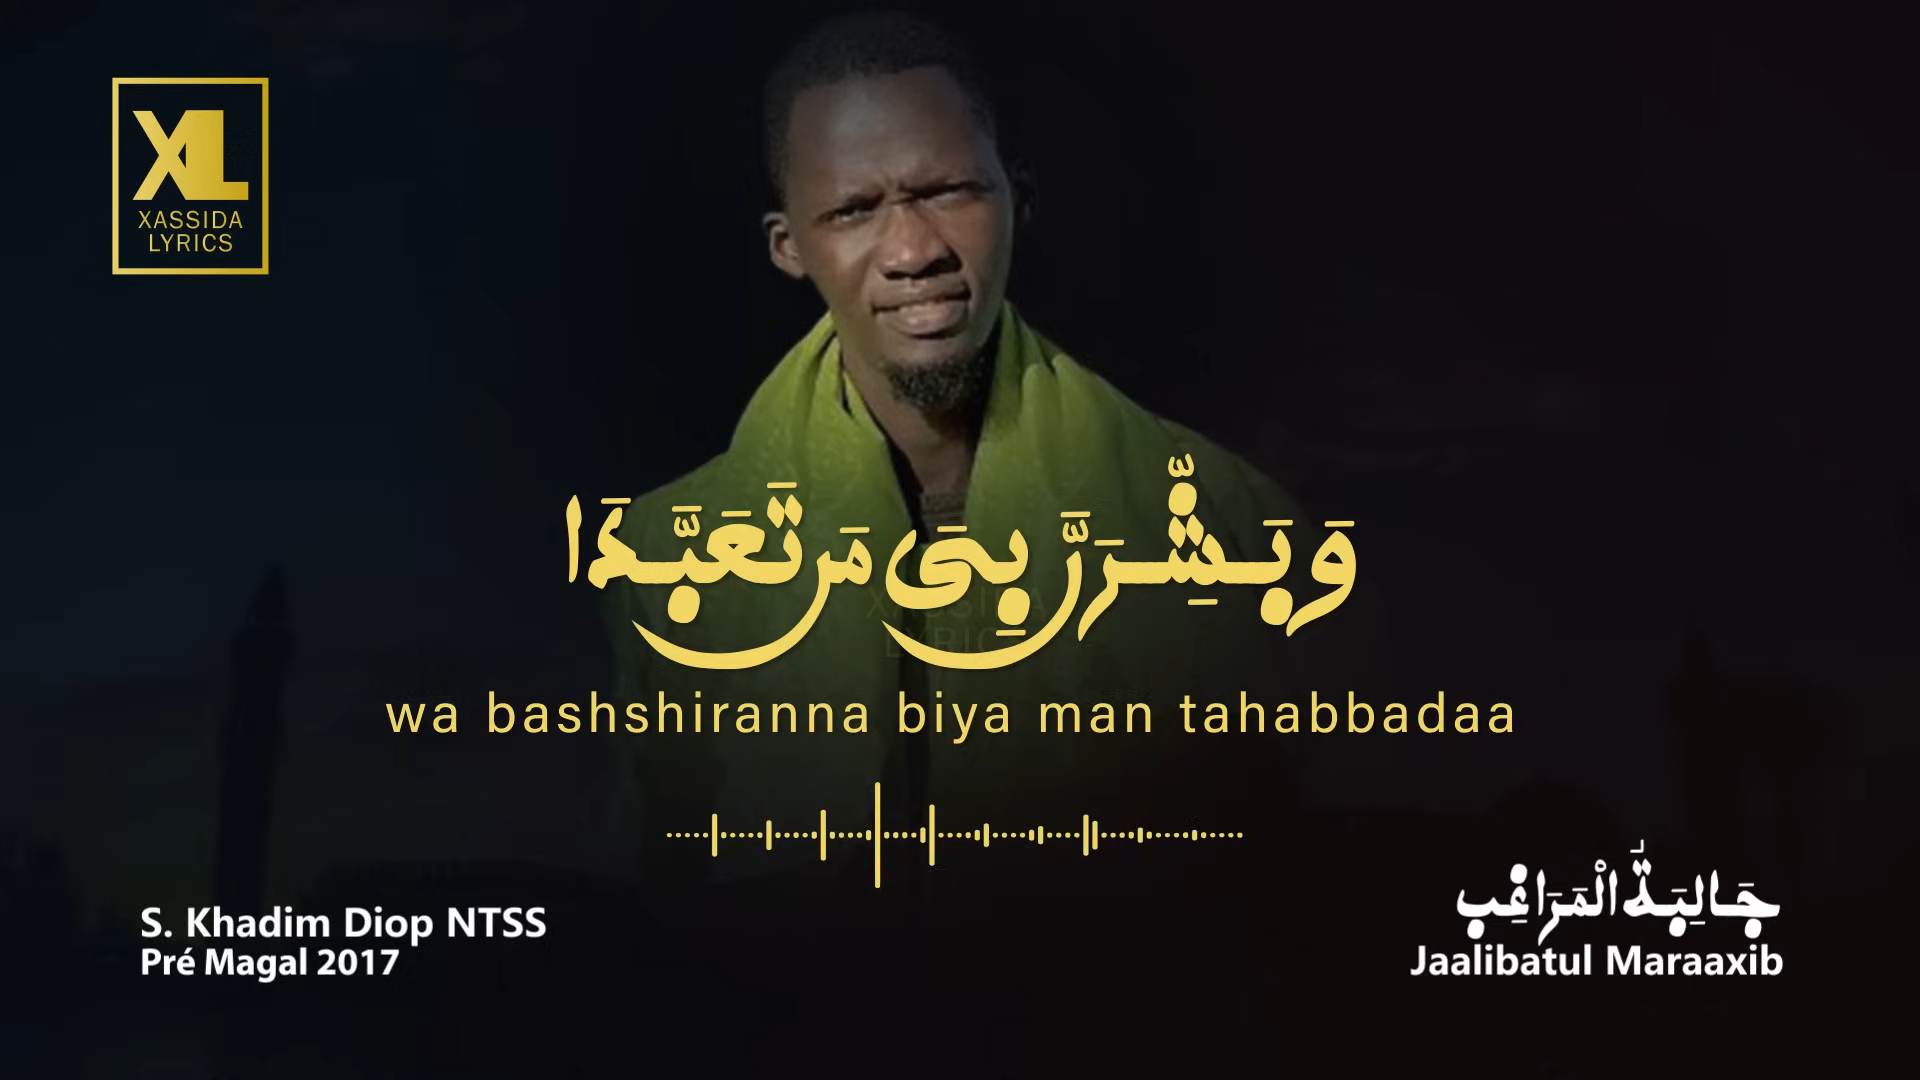 XL
XASSIDA
LYRICS
وَبَشِّرَنَّ بِيَ مَن تَعَبَّدَا
wa bashshiranna biya man tahabbadaa
S. Khadim Diop NTSS
Pré Magal 2017
جَالِبَةُ الْمَرَاغِبِ
Jaalibatul Maraaxib